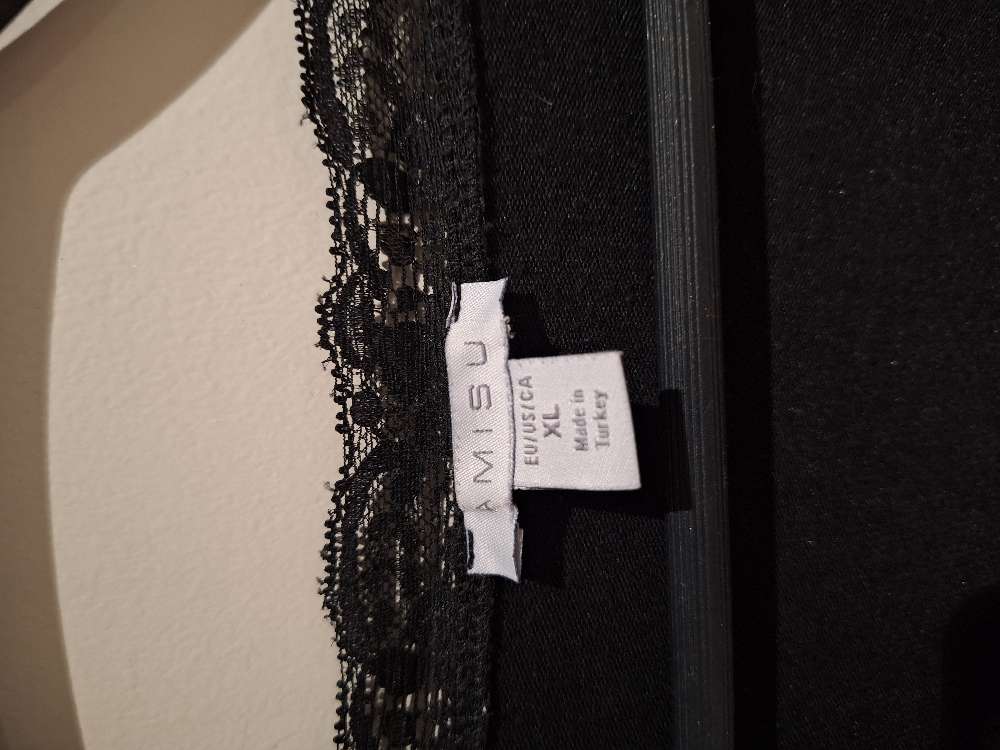 AMISU
EU/US/CA
XL
Made in
Turkey